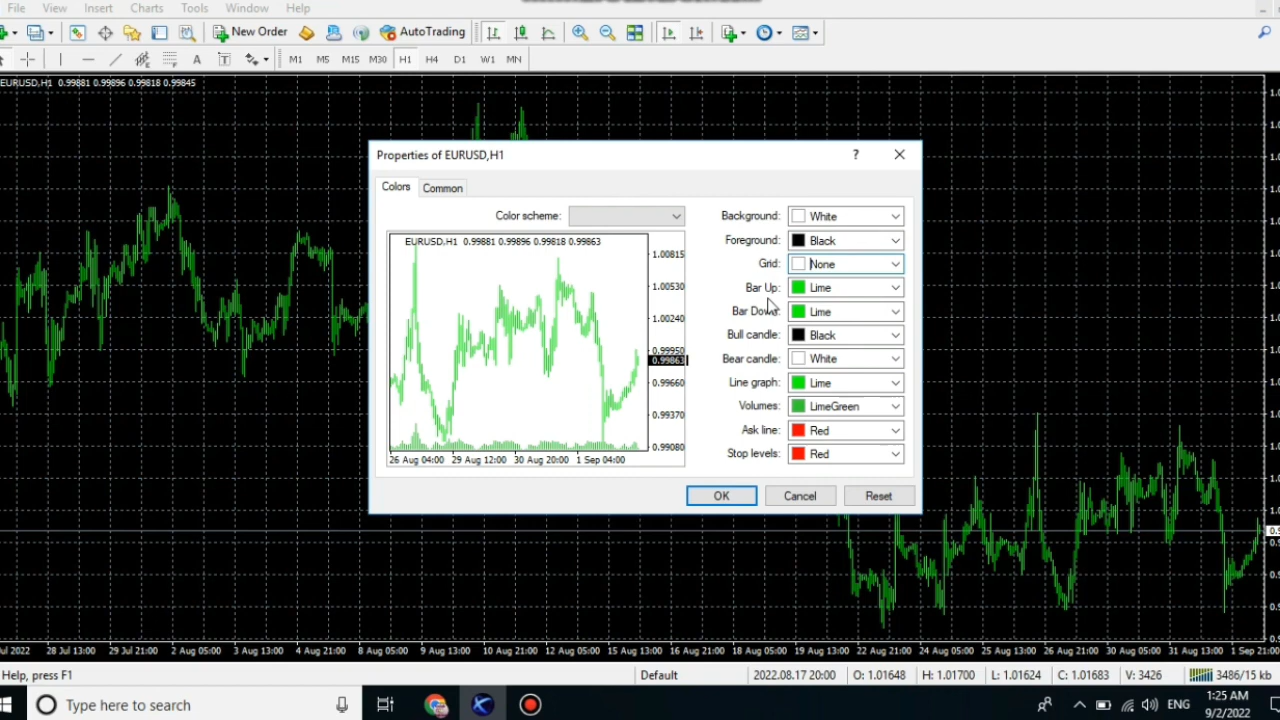 File View Insert Charts Tools Window Help
New Order AutoTrading
A T M1 M5 M15 M30 H1 H4 D1 W1 MN
EURUSD,H1 0.99881 0.99896 0.99818 0.99845
Properties of EURUSD,H1 ?
Colors Common
Color scheme:
EURUSD,H1 0.99881 0.99896 0.99818 0.99863
1.00815
1.00530
1.00240
0.99950
0.99863
0.99660
0.99370
0.99080
26 Aug 04:00 29 Aug 12:00 30 Aug 20:00 1 Sep 04:00
Background: White
Foreground: Black
Grid: None
Bar Up: Lime
Bar Down: Lime
Bull candle: Black
Bear candle: White
Line graph: Lime
Volumes: LimeGreen
Ask line: Red
Stop levels: Red
OK Cancel Reset
Jul 2022 28 Jul 13:00 29 Jul 21:00 2 Aug 05:00 3 Aug 13:00 4 Aug 21:00 8 Aug 05:00 9 Aug 13:00 10 Aug 21:00 12 Aug 05:00 15 Aug 13:00 16 Aug 21:00 18 Aug 05:00 19 Aug 13:00 22 Aug 21:00 24 Aug 05:00 25 Aug 13:00 26 Aug 21:00 30 Aug 05:00 31 Aug 13:00 1 Sep 21:00
Help, press F1 Default 2022.08.17 20:00 O: 1.01648 H: 1.01700 L: 1.01624 C: 1.01683 V: 3426 3486/15 kb
Type here to search ENG 1:25 AM
9/2/2022